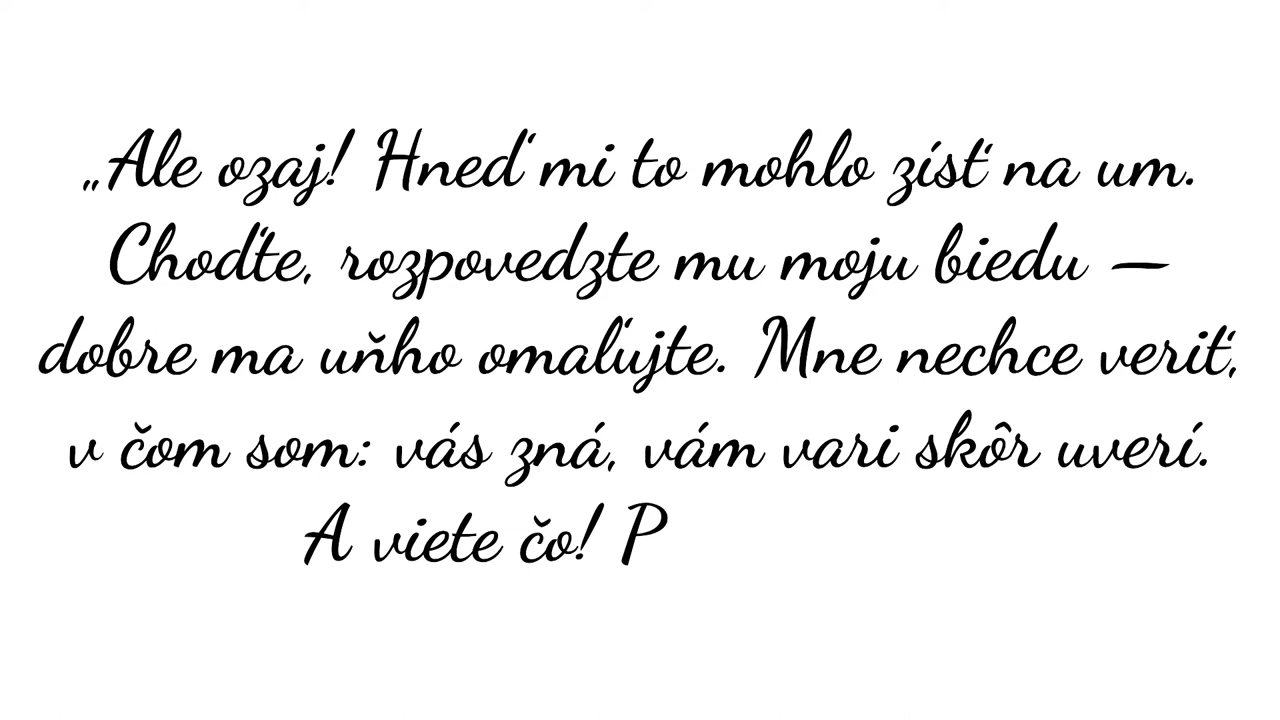 „Ale ozaj! Hneď mi to mohlo zísť na um.
Choďte, rozpovedzte mu moju biedu —
dobre ma uňho omaľujte. Mne nechce veriť,
v čom som: vás zná, vám vari skôr uverí.
A viete čo! P